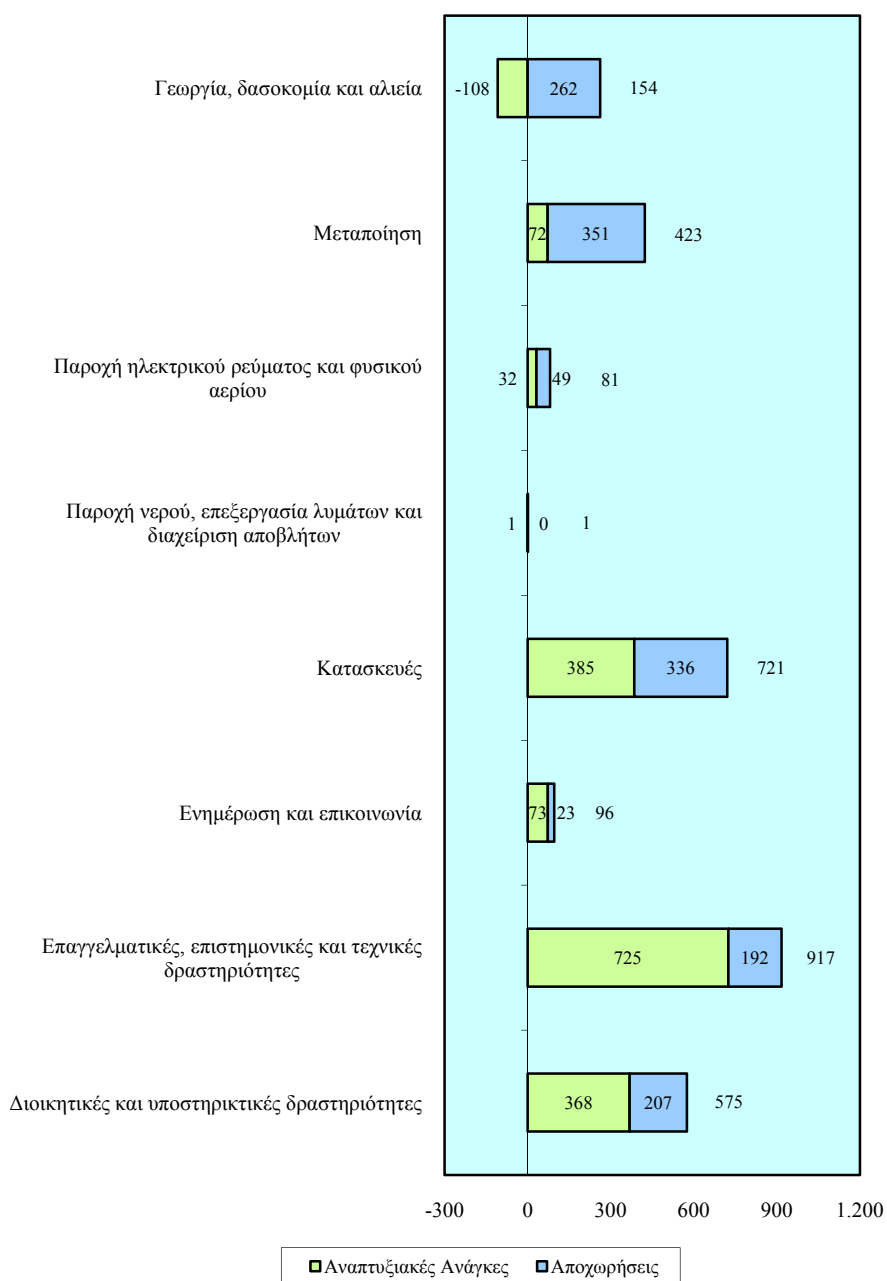 Γεωργία, δασοκομία και αλιεία
-108 262 154
Μεταποίηση
72 351 423
Παροχή ηλεκτρικού ρεύματος και φυσικού
αερίου
32 49 81
Παροχή νερού, επεξεργασία λυμάτων και
διαχείριση αποβλήτων
1 0 1
Κατασκευές
385 336 721
Ενημέρωση και επικοινωνία
73 23 96
Επαγγελματικές, επιστημονικές και τεχνικές
δραστηριότητες
725 192 917
Διοικητικές και υποστηρικτικές δραστηριότητες
368 207 575
-300 0 300 600 900 1.200
Αναπτυξιακές Ανάγκες Αποχωρήσεις